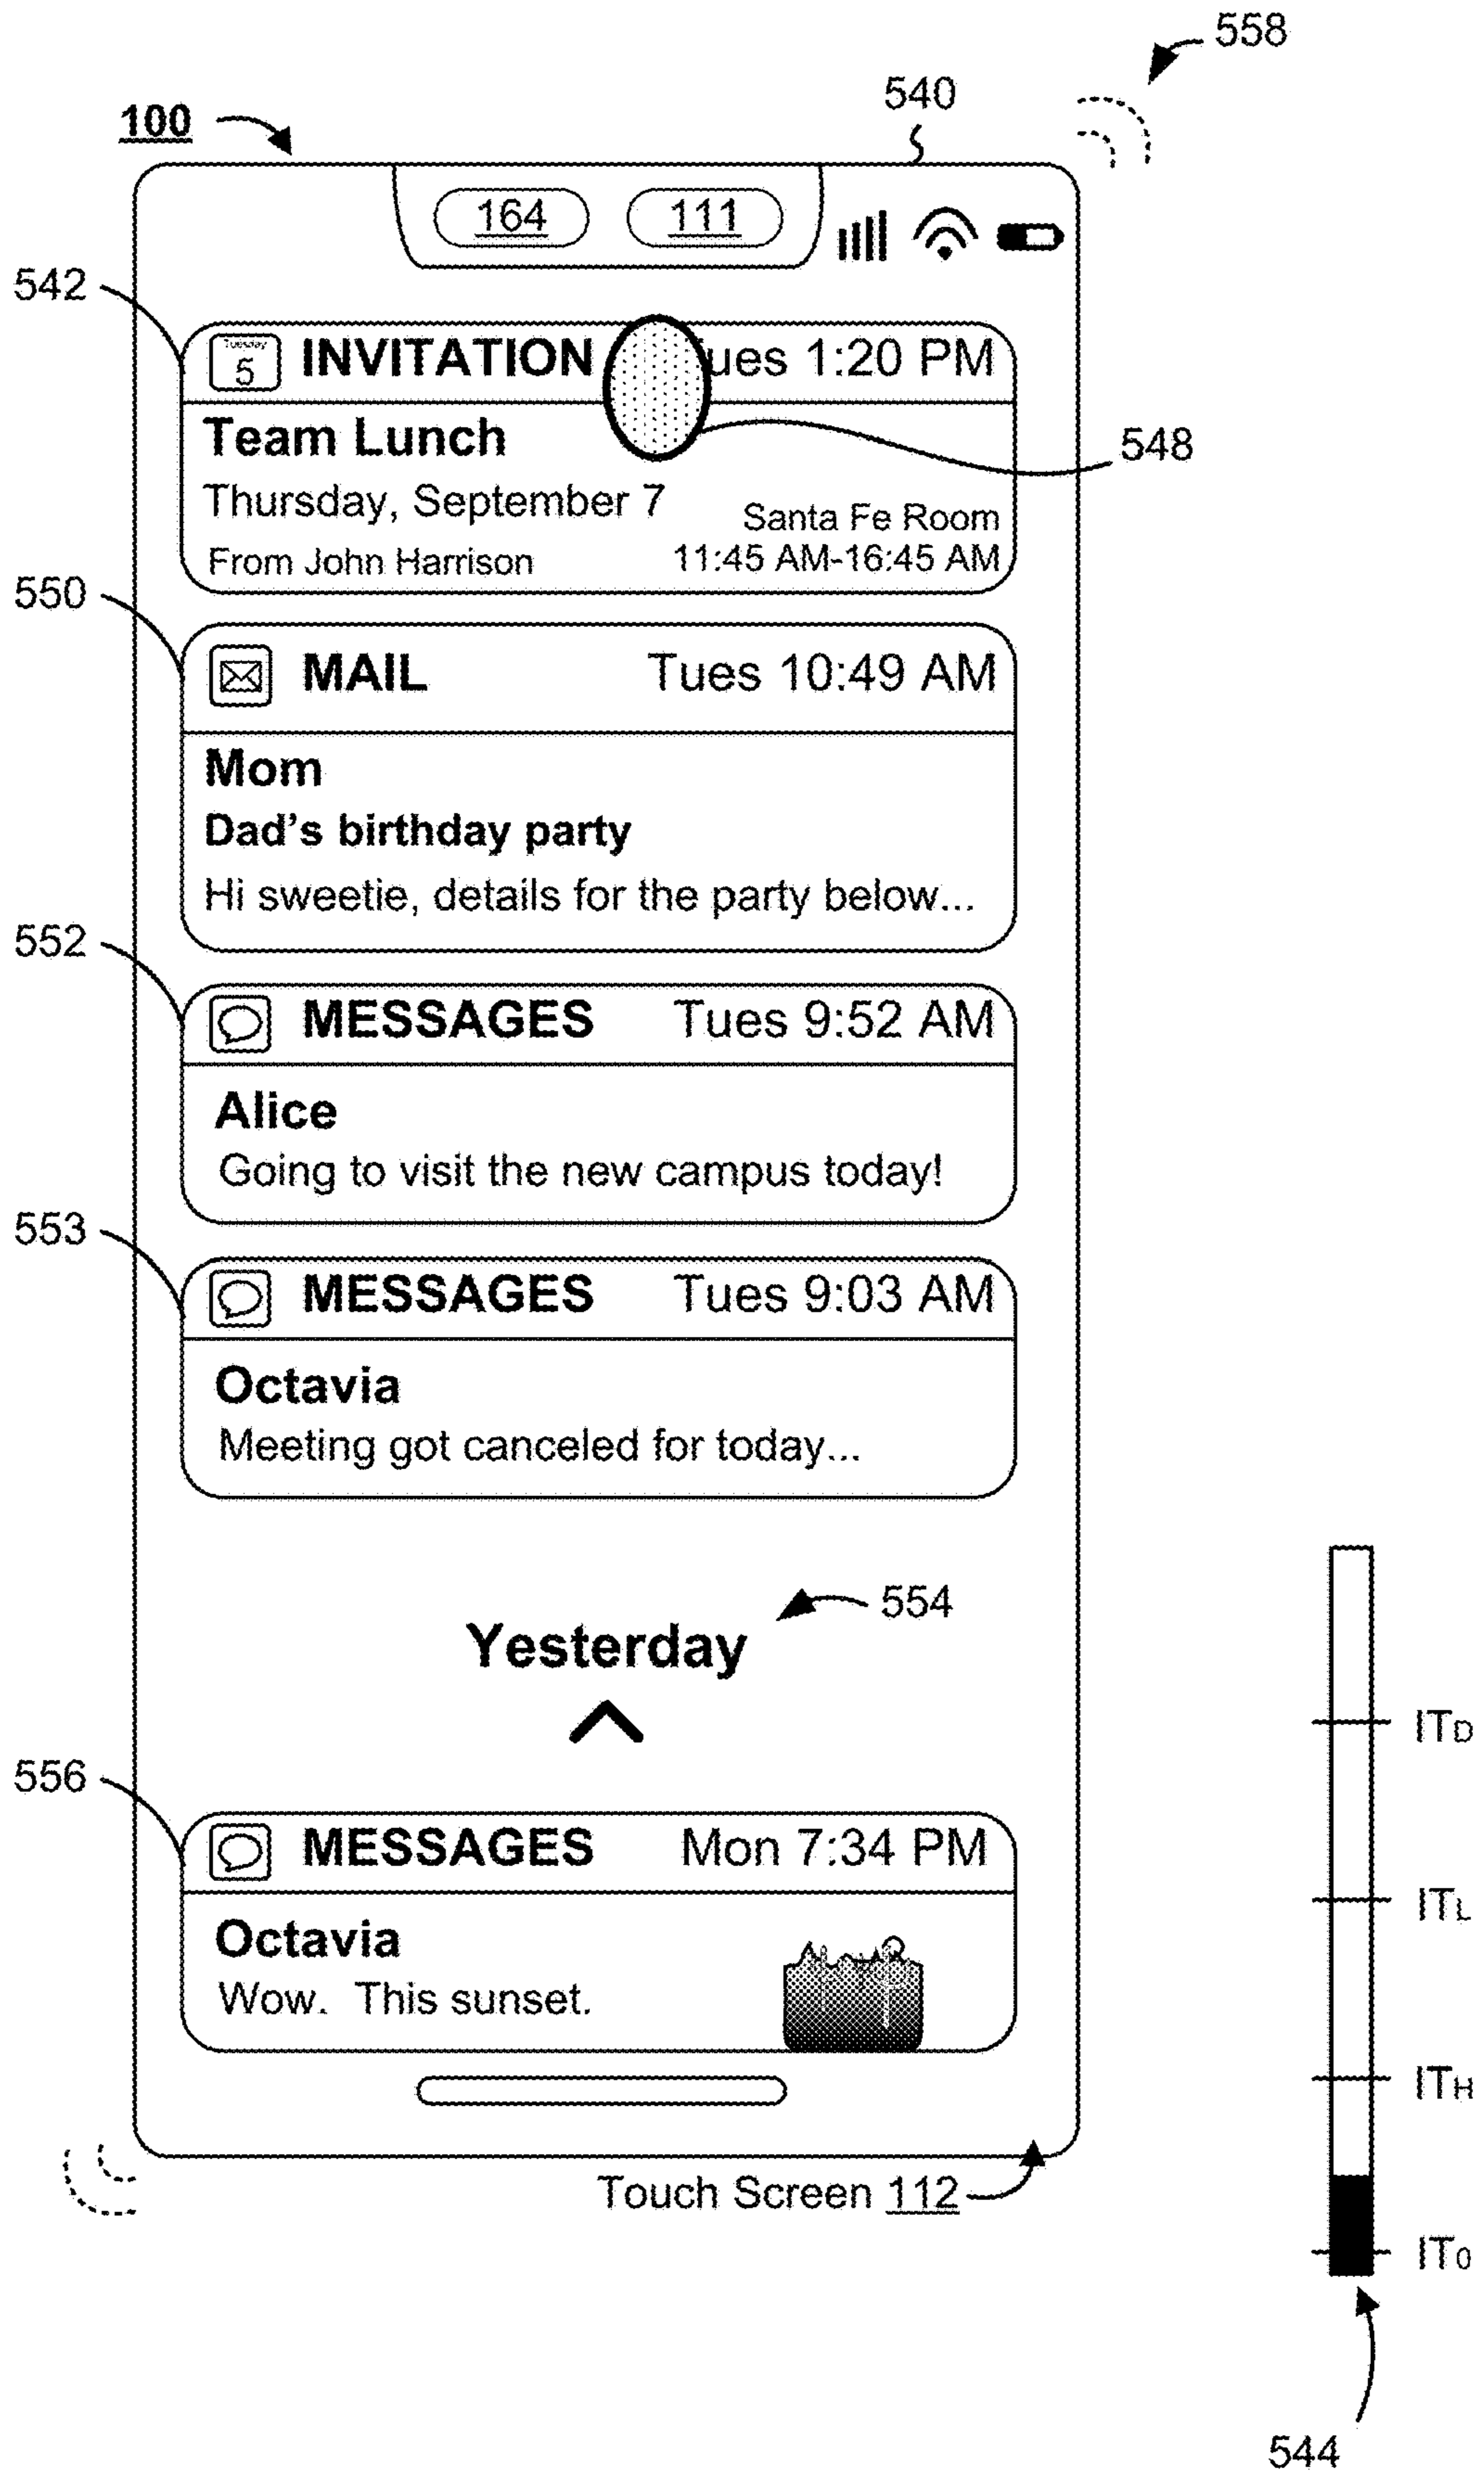 558
540
100
164 111
542
Tuesday
5
INVITATION ues 1:20 PM
Team Lunch
548
Thursday, September 7
Santa Fe Room
From John Harrison
11:45 AM-16:45 AM
550
MAIL Tues 10:49 AM
Mom
Dad's birthday party
Hi sweetie, details for the party below...
552
MESSAGES Tues 9:52 AM
Alice
Going to visit the new campus today!
553
MESSAGES Tues 9:03 AM
Octavia
Meeting got canceled for today...
554
Yesterday
ITD
556
MESSAGES Mon 7:34 PM
ITL
Octavia
Wow. This sunset.
ITH
Touch Screen 112
IT0
544